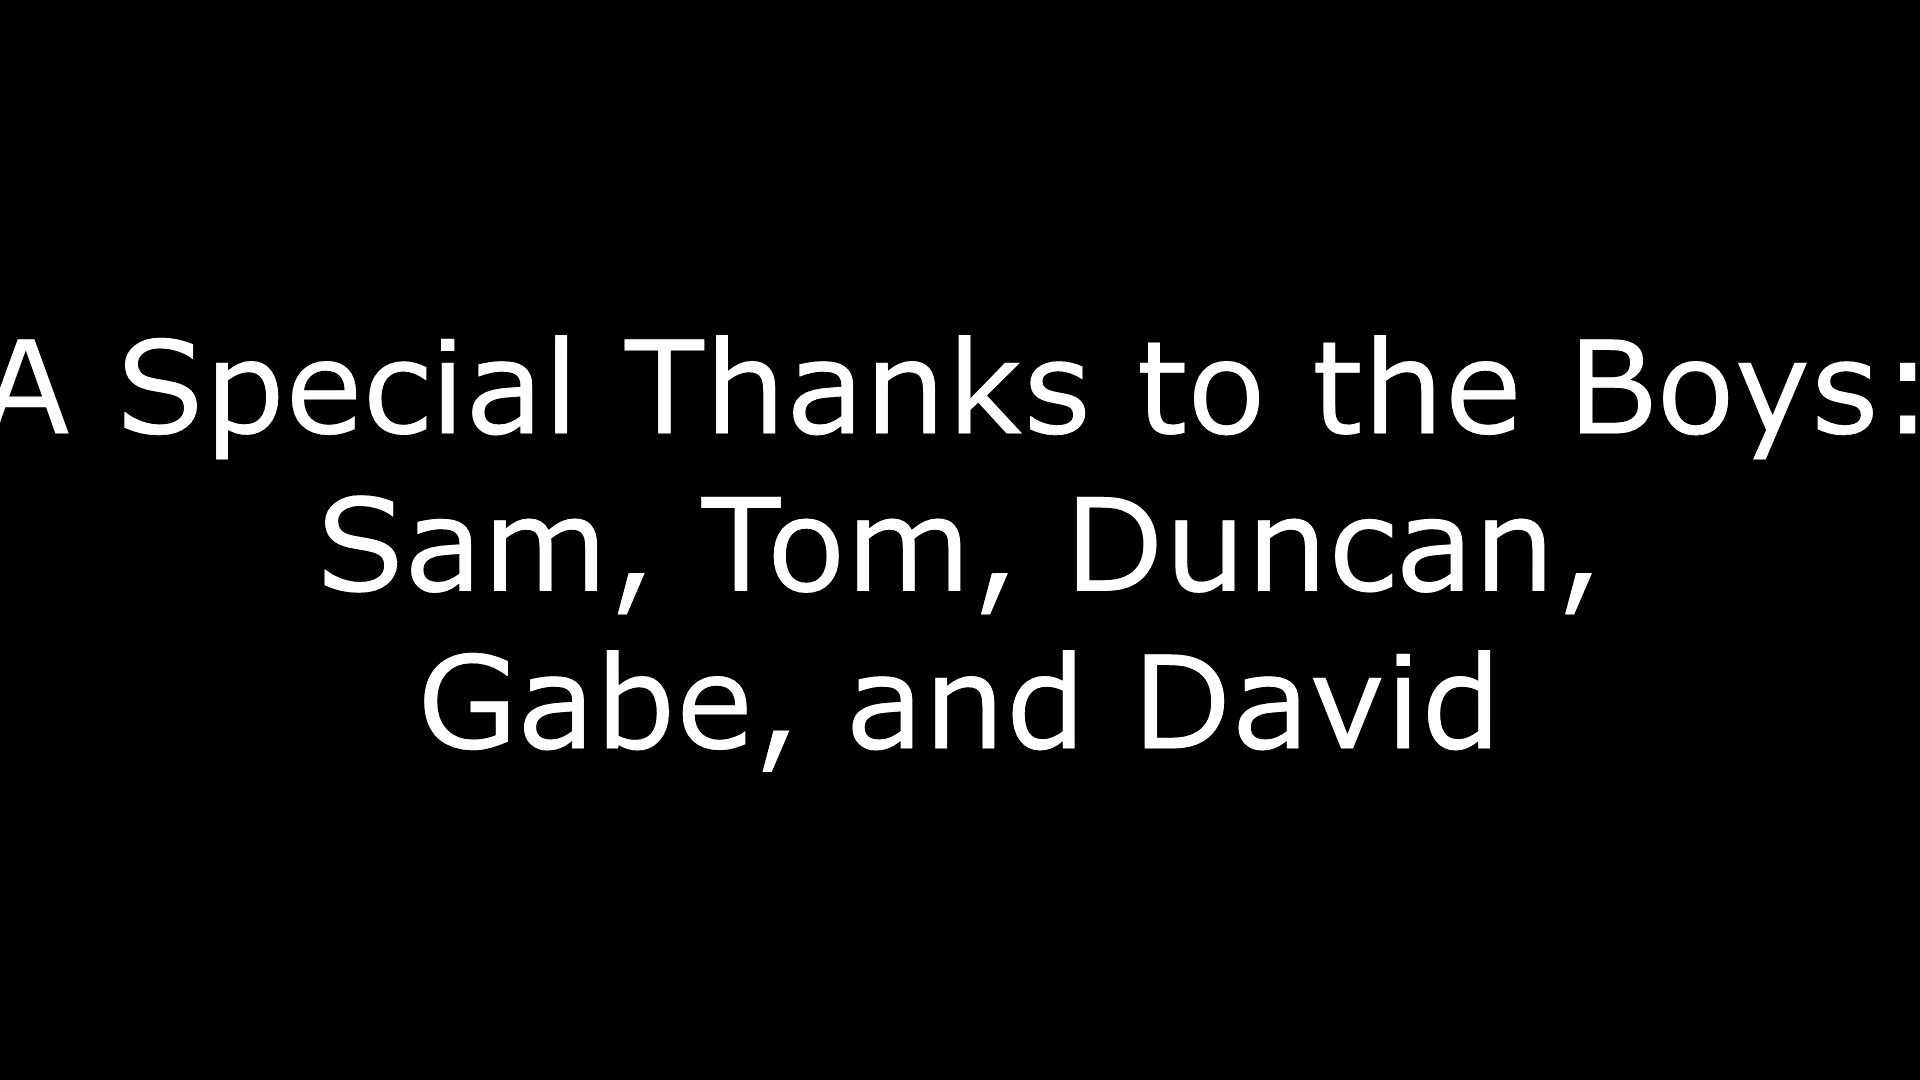 A Special Thanks to the Boys:
Sam, Tom, Duncan,
Gabe, and David